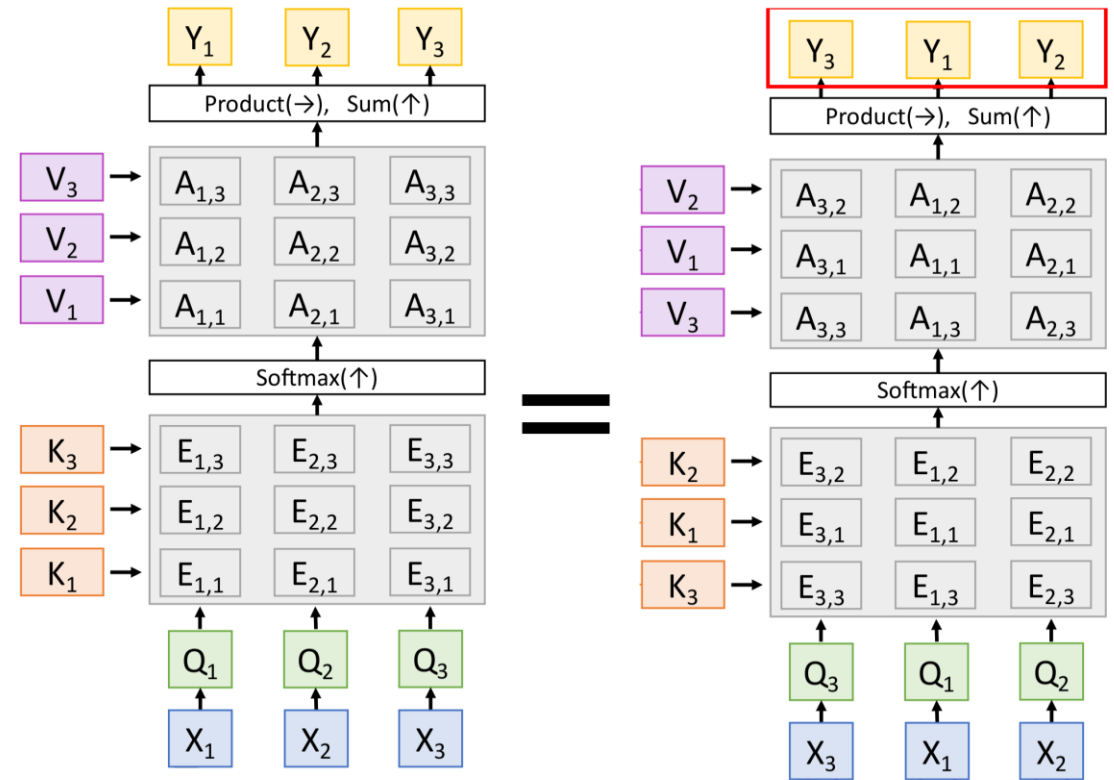 Y1 Y2 Y3
Product(→), Sum(↑)
V3 A1,3 A2,3 A3,3
V2 A1,2 A2,2 A3,2
V1 A1,1 A2,1 A3,1
Softmax(↑)
K3 E1,3 E2,3 E3,3
K2 E1,2 E2,2 E3,2
K1 E1,1 E2,1 E3,1
Q1 Q2 Q3
X1 X2 X3
=
Y3 Y1 Y2
Product(→), Sum(↑)
V2 A3,2 A1,2 A2,2
V1 A3,1 A1,1 A2,1
V3 A3,3 A1,3 A2,3
Softmax(↑)
K2 E3,2 E1,2 E2,2
K1 E3,1 E1,1 E2,1
K3 E3,3 E1,3 E2,3
Q3 Q1 Q2
X3 X1 X2